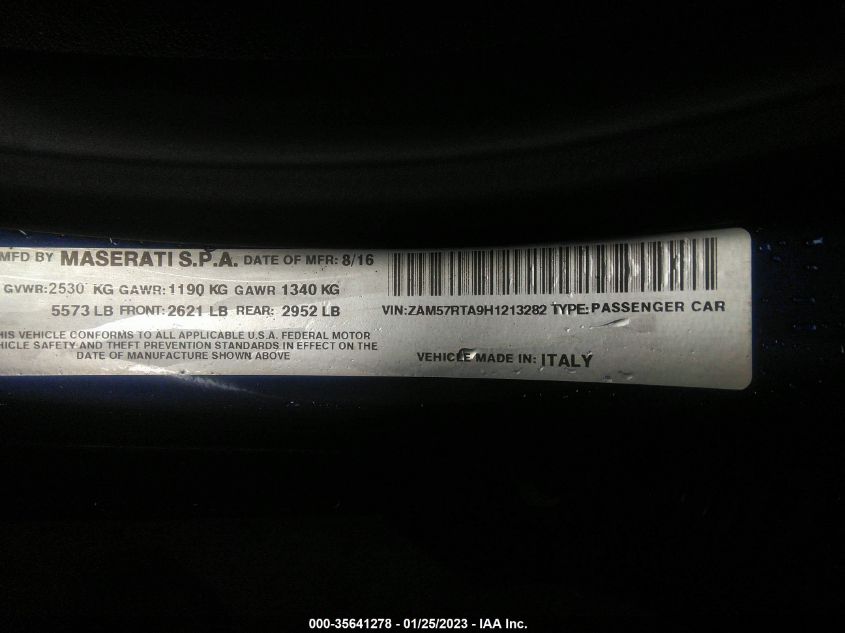 MFD BY MASERATI S.P.A. DATE OF MFR: 8/16
GVWR:2530 KG GAWR:1190 KG GAWR 1340 KG
5573 LB FRONT: 2621 LB REAR: 2952 LB
HIS VEHICLE CONFORMS TO ALL APPLICABLE U.S.A. FEDERAL MOTOR
HICLE SAFETY AND THEFT PREVENTION STANDARDS IN EFFECT ON THE
DATE OF MANUFACTURE SHOWN ABOVE
VIN:ZAM57RTA9H1213282 TYPE:PASSENGER CAR
VEHICLE MADE IN: ITALY
000-35641278 - 01/25/2023 - IAA Inc.